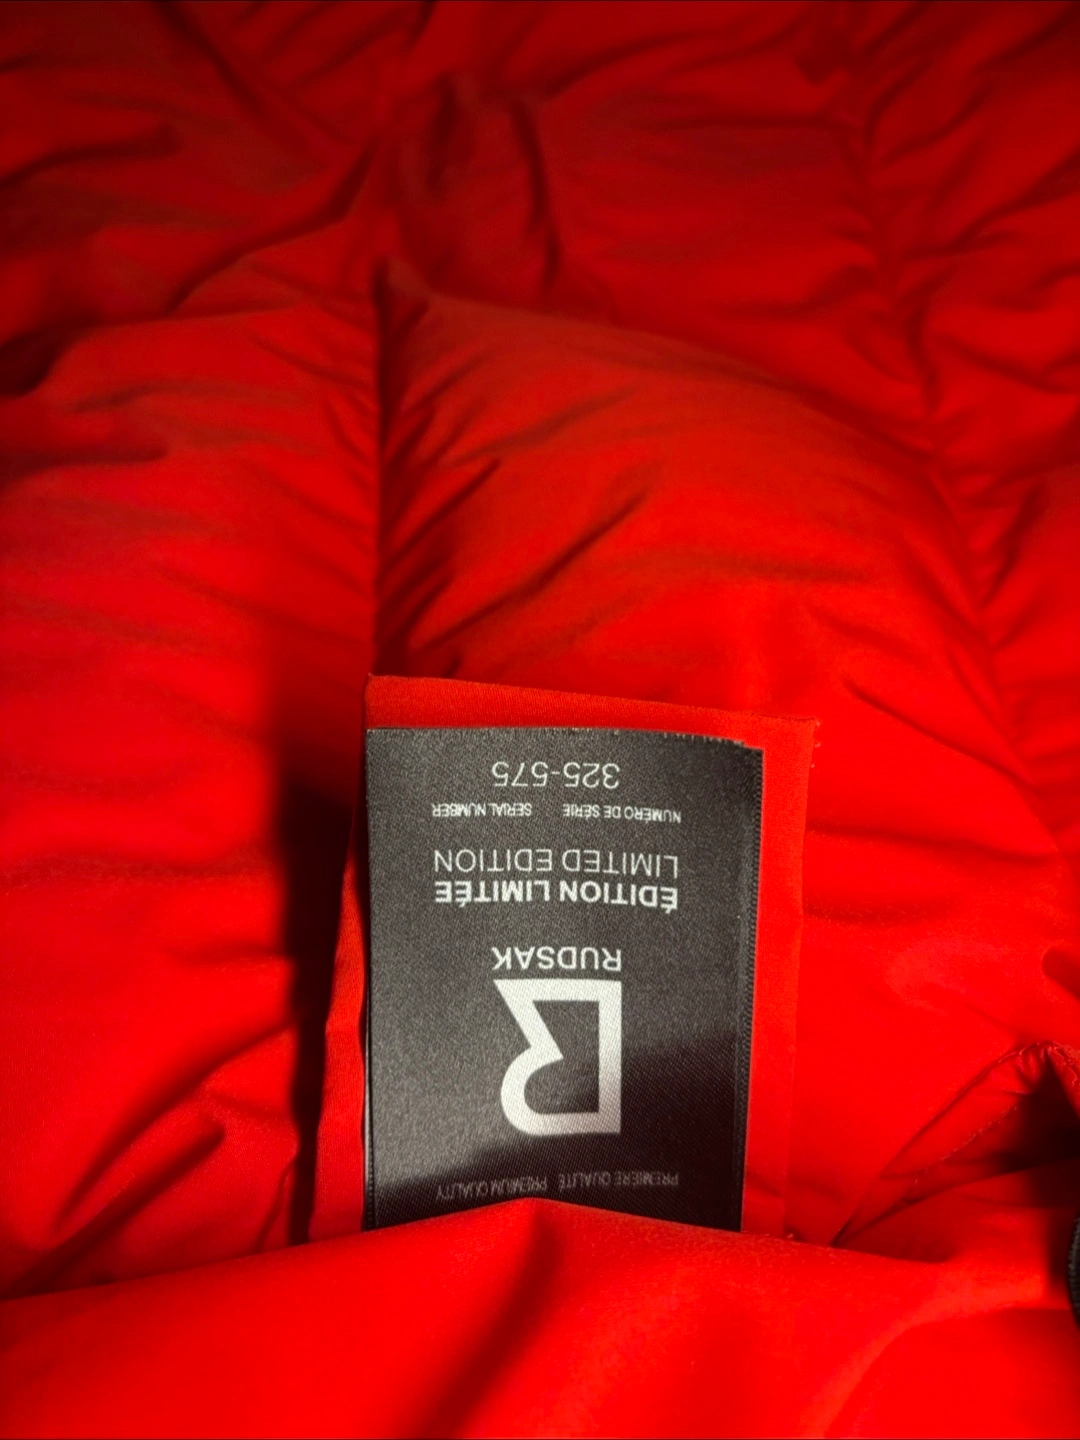 PREMIÈRE QUALITÉ PREMIUM QUALITY
RUDSAK
ÉDITION LIMITÉE
LIMITED EDITION
NUMÉRO DE SÉRIE SERIAL NUMBER
325-575